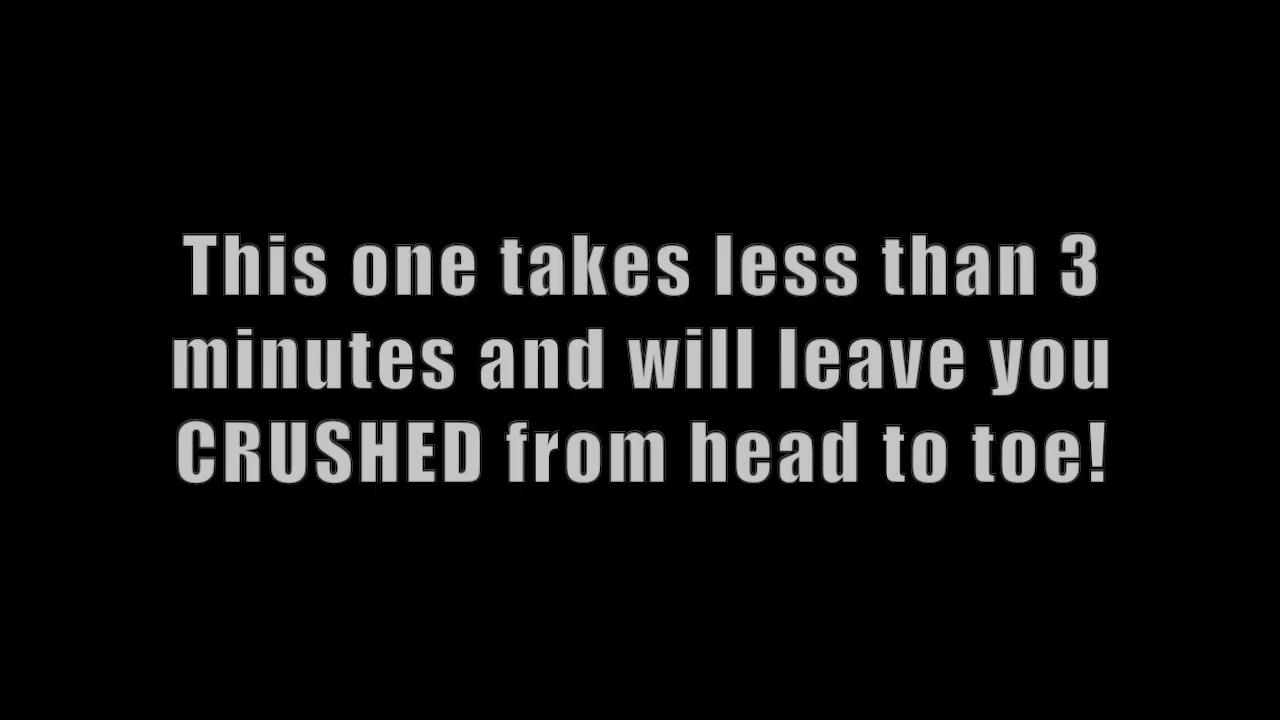 This one takes less than 3
minutes and will leave you
CRUSHED from head to toe!